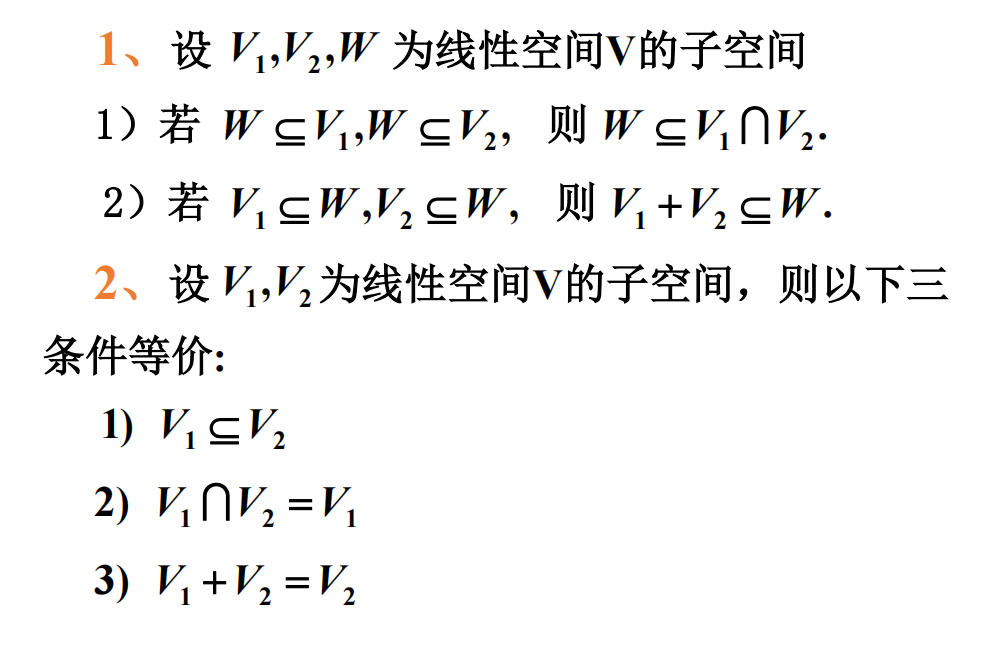 1、设 V₁,V₂,W 为线性空间V的子空间
1）若 W ⊆ V₁,W ⊆ V₂, 则 W ⊆ V₁⋂V₂.
2）若 V₁ ⊆ W,V₂ ⊆ W, 则 V₁ + V₂ ⊆ W.
2、设 V₁,V₂ 为线性空间V的子空间，则以下三
条件等价:
1) V₁ ⊆ V₂
2) V₁⋂V₂ = V₁
3) V₁ + V₂ = V₂